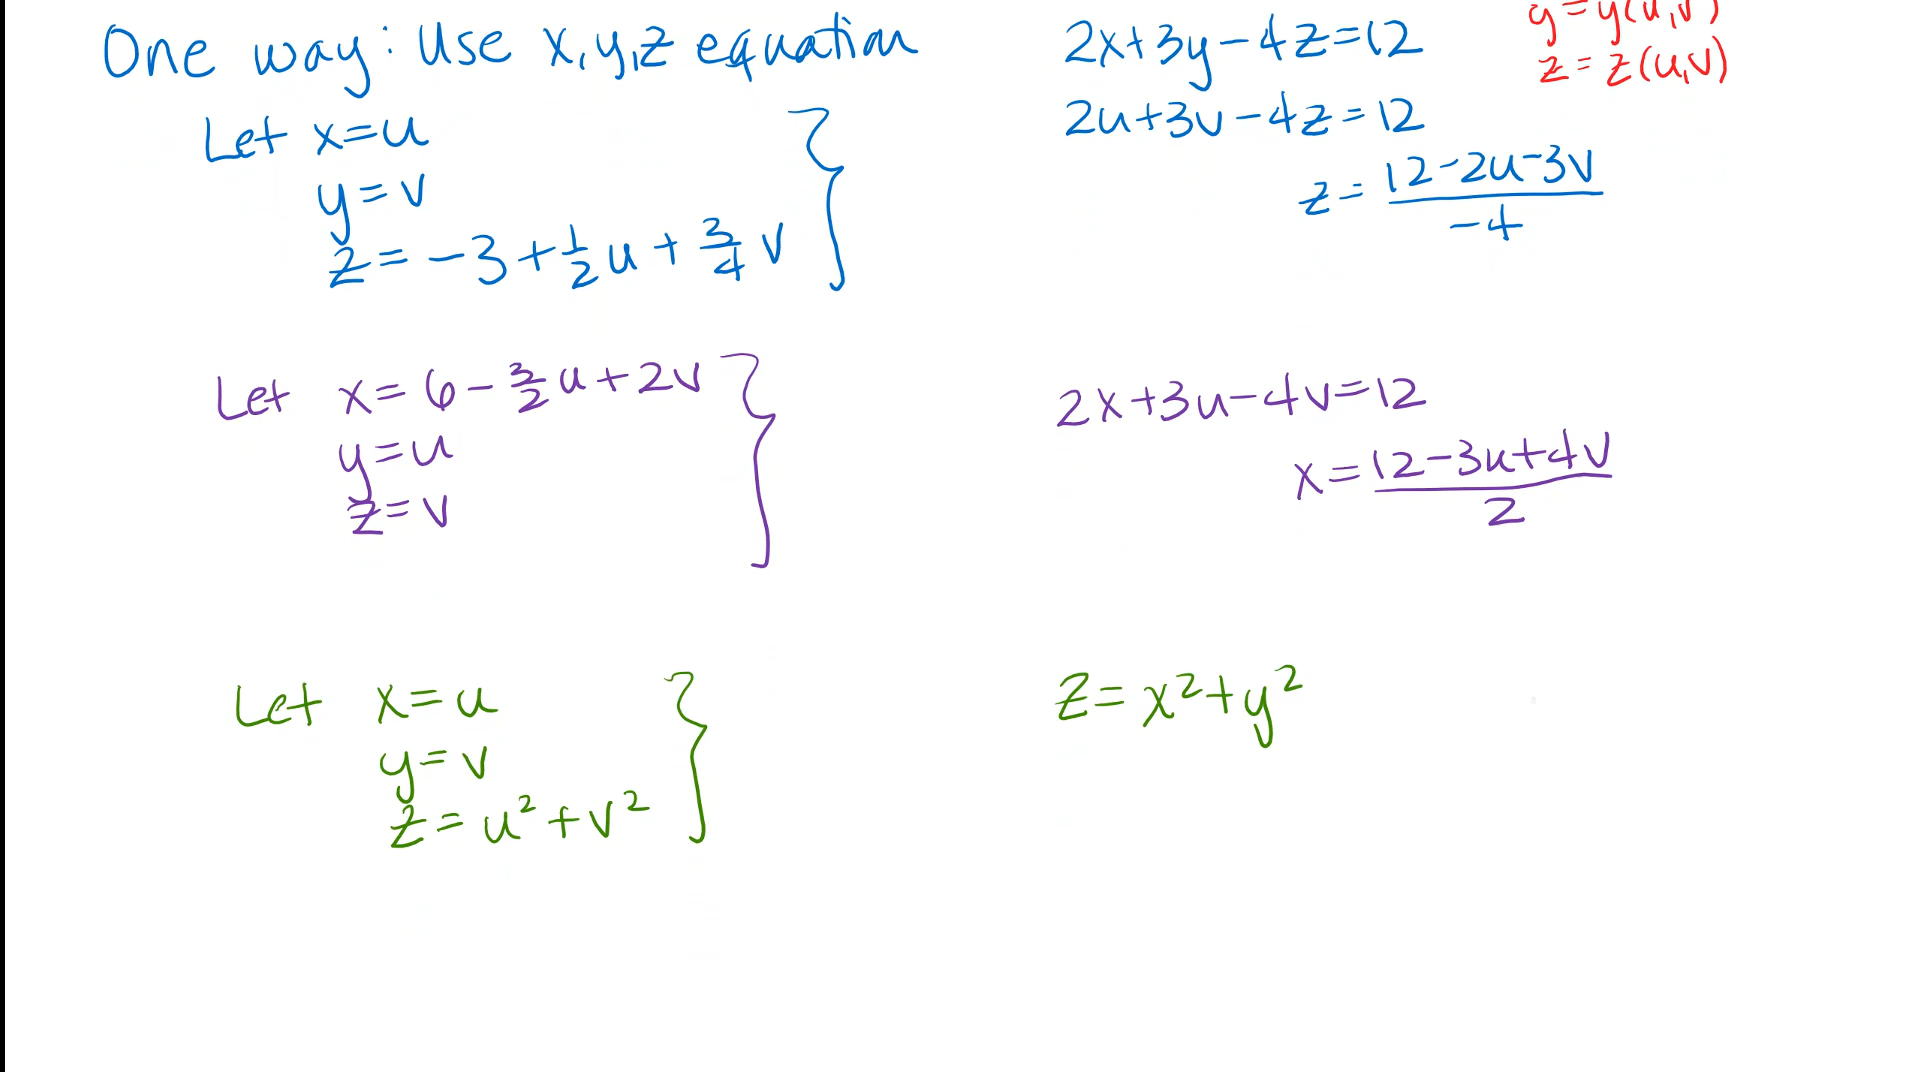 One way: Use x,y,z equation
Let x=u
y=v
z=-3+½u+¾v
2x+3y-4z=12
2u+3v-4z=12
z=(12-2u-3v)/-4
y=y(u,v)
z=z(u,v)
Let x=6-3/2u+2v
y=u
z=v
2x+3u-4v=12
x=(12-3u+4v)/2
Let x=u
y=v
z=u²+v²
z=x²+y²